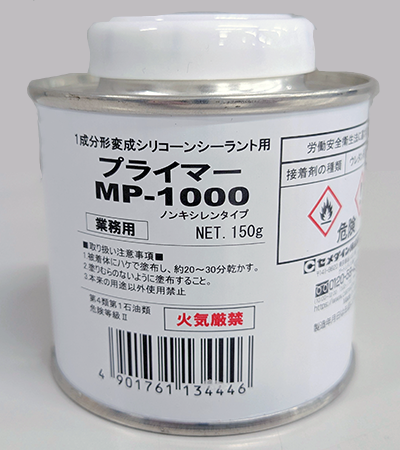 1成分形変成シリコーンシーラント用
プライマー
MP-1000
ノンキシレンタイプ
業務用
NET. 150g
■取り扱い注意事項■
1.被着体にハケで塗布し、約20～30分乾かす。
2.塗りむらのないように塗布すること。
3.本来の用途以外使用禁止
第4類第1石油類
危険等級Ⅱ
火気厳禁
4 901761 134446
労働安全衛生法に
接着剤の種類
危険
セメダイン
製造年月日